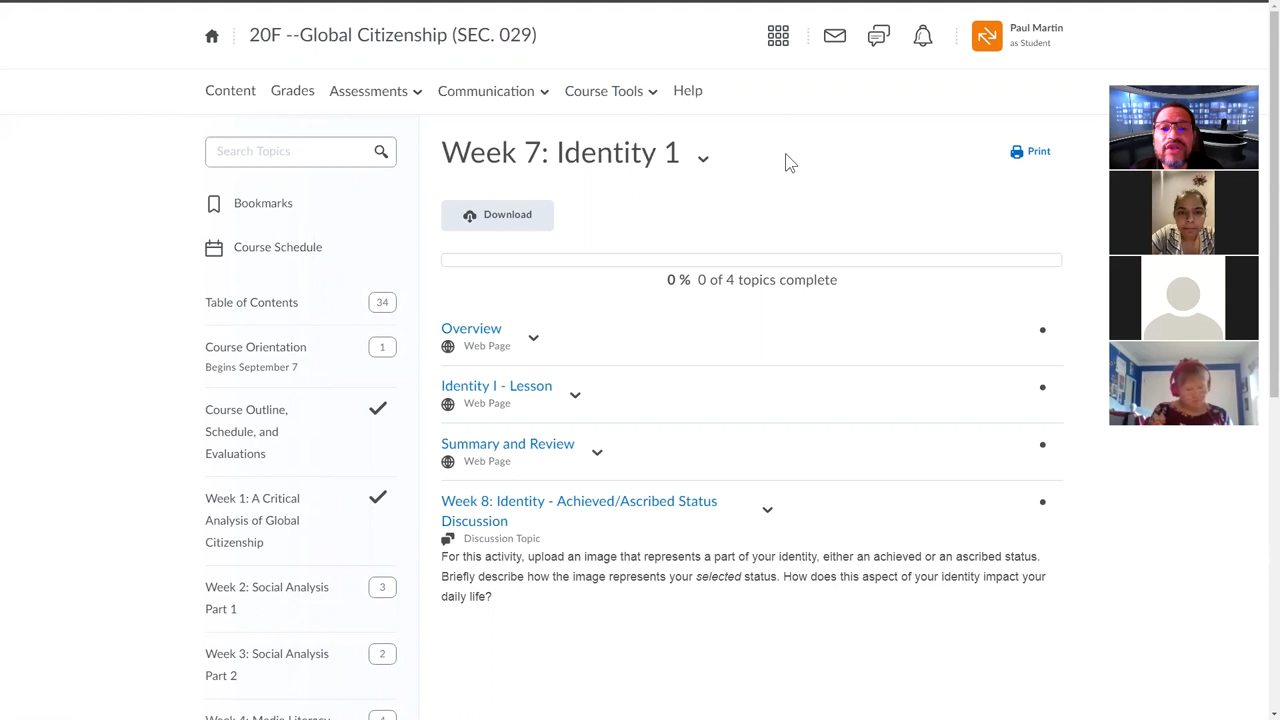 20F --Global Citizenship (SEC. 029)
Paul Martin
as Student
Content Grades Assessments Communication Course Tools Help
Search Topics
Bookmarks
Course Schedule
Table of Contents 34
Course Orientation 1
Begins September 7
Course Outline,
Schedule, and
Evaluations
Week 1: A Critical
Analysis of Global
Citizenship
Week 2: Social Analysis 3
Part 1
Week 3: Social Analysis 2
Part 2
Week 4: Media Literacy
Week 7: Identity 1
Print
Download
0 % 0 of 4 topics complete
Overview
Web Page
Identity I - Lesson
Web Page
Summary and Review
Web Page
Week 8: Identity - Achieved/Ascribed Status
Discussion
Discussion Topic
For this activity, upload an image that represents a part of your identity, either an achieved or an ascribed status.
Briefly describe how the image represents your selected status. How does this aspect of your identity impact your
daily life?